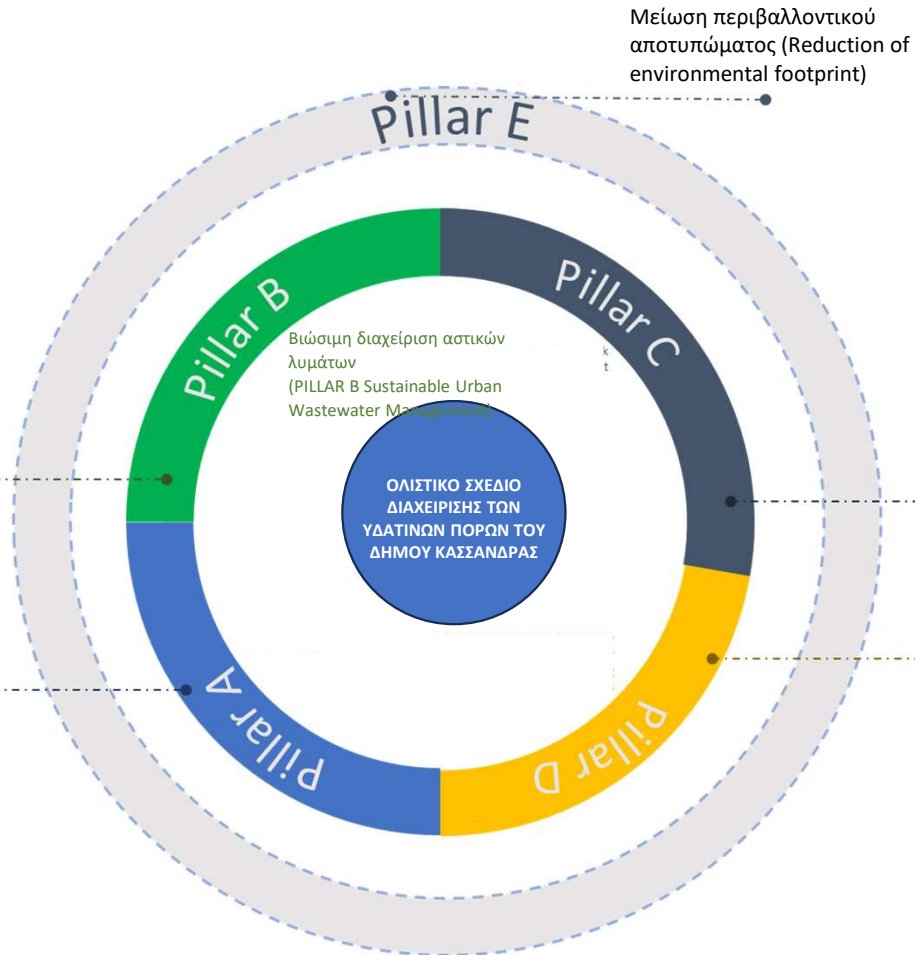 Μείωση περιβαλλοντικού
αποτυπώματος (Reduction of
environmental footprint)
Pillar E
Pillar B
Pillar C
Βιώσιμη διαχείριση αστικών
λυμάτων
(PILLAR B Sustainable Urban
Wastewater Management)
k
t
ΟΛΙΣΤΙΚΟ ΣΧΕΔΙΟ
ΔΙΑΧΕΙΡΙΣΗΣ ΤΩΝ
ΥΔΑΤΙΝΩΝ ΠΟΡΩΝ ΤΟΥ
ΔΗΜΟΥ ΚΑΣΣΑΝΔΡΑΣ
Pillar A
Pillar D